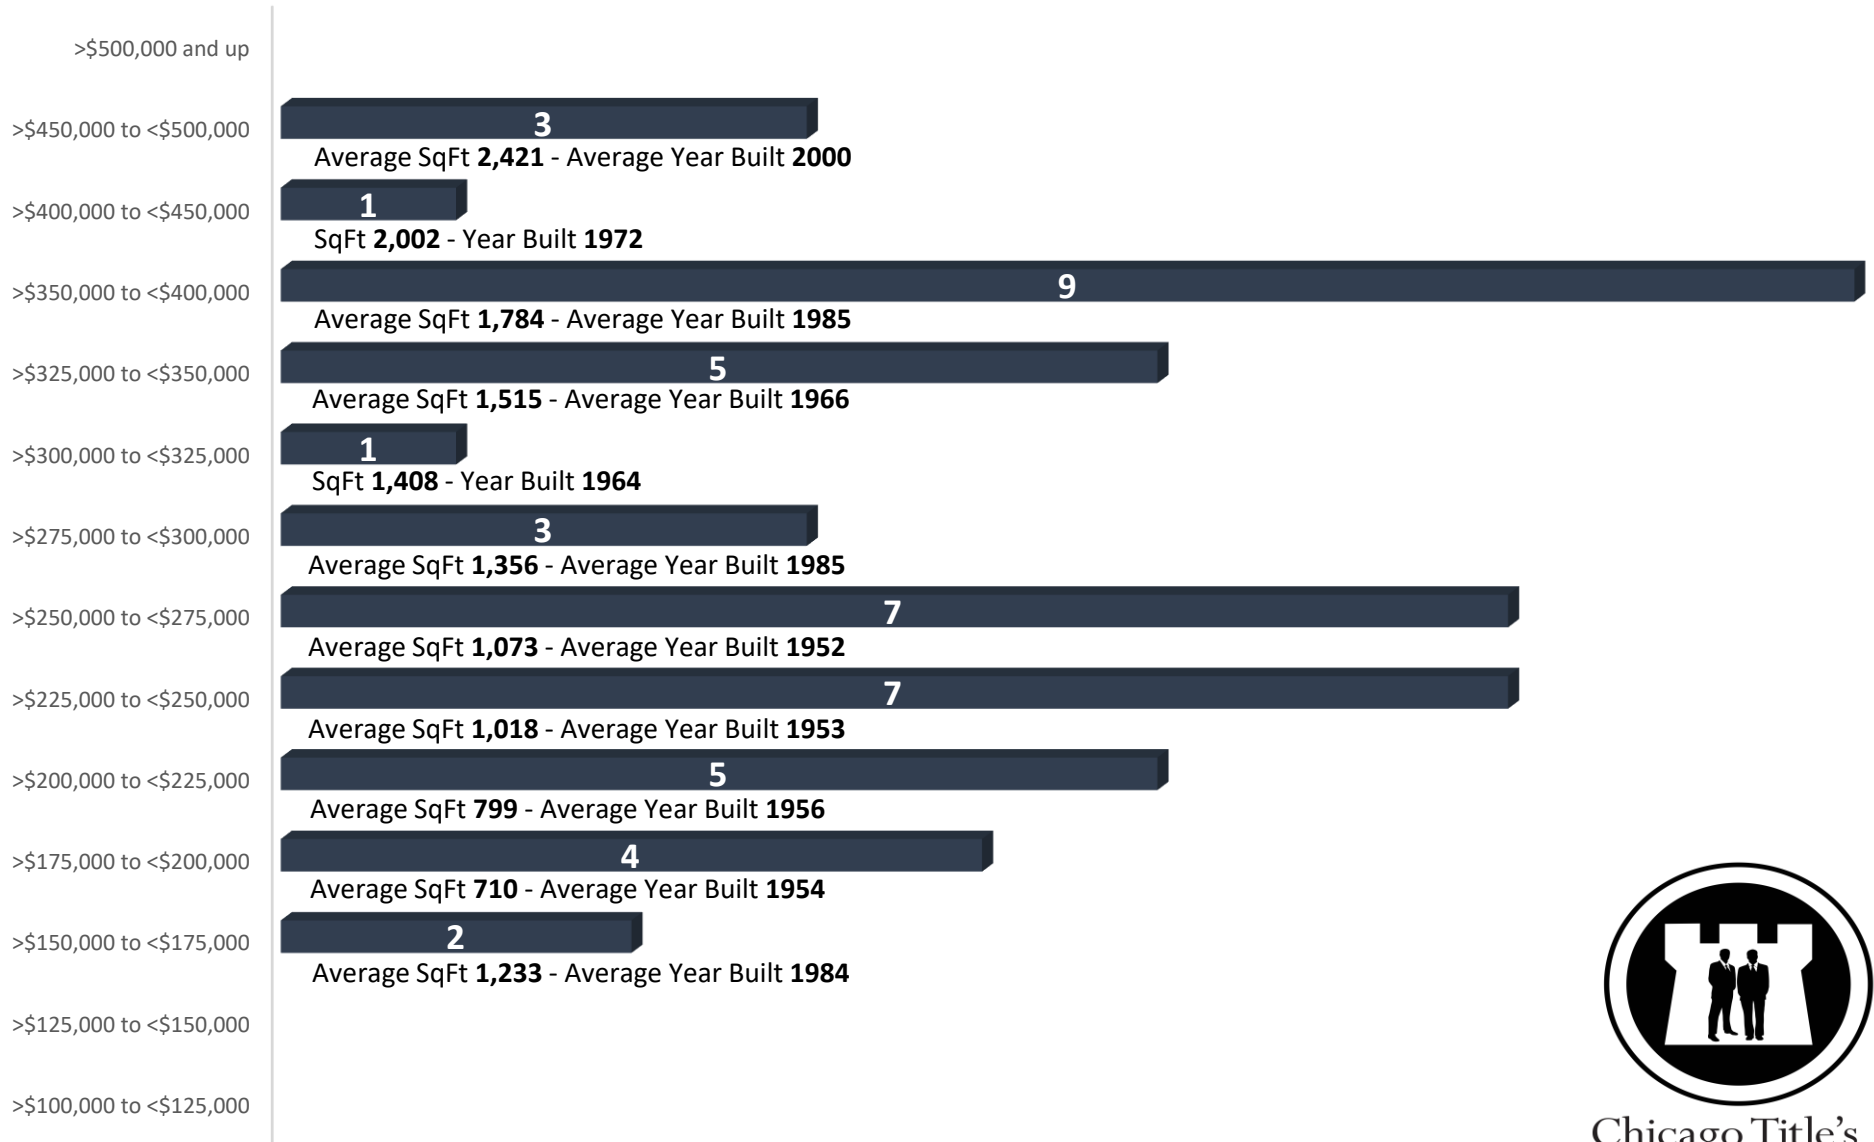 >$500,000 and up
>$450,000 to <$500,000
3
Average SqFt 2,421 - Average Year Built 2000
>$400,000 to <$450,000
1
SqFt 2,002 - Year Built 1972
>$350,000 to <$400,000
9
Average SqFt 1,784 - Average Year Built 1985
>$325,000 to <$350,000
5
Average SqFt 1,515 - Average Year Built 1966
>$300,000 to <$325,000
1
SqFt 1,408 - Year Built 1964
>$275,000 to <$300,000
3
Average SqFt 1,356 - Average Year Built 1985
>$250,000 to <$275,000
7
Average SqFt 1,073 - Average Year Built 1952
>$225,000 to <$250,000
7
Average SqFt 1,018 - Average Year Built 1953
>$200,000 to <$225,000
5
Average SqFt 799 - Average Year Built 1956
>$175,000 to <$200,000
4
Average SqFt 710 - Average Year Built 1954
>$150,000 to <$175,000
2
Average SqFt 1,233 - Average Year Built 1984
>$125,000 to <$150,000
>$100,000 to <$125,000
Chicago Title's